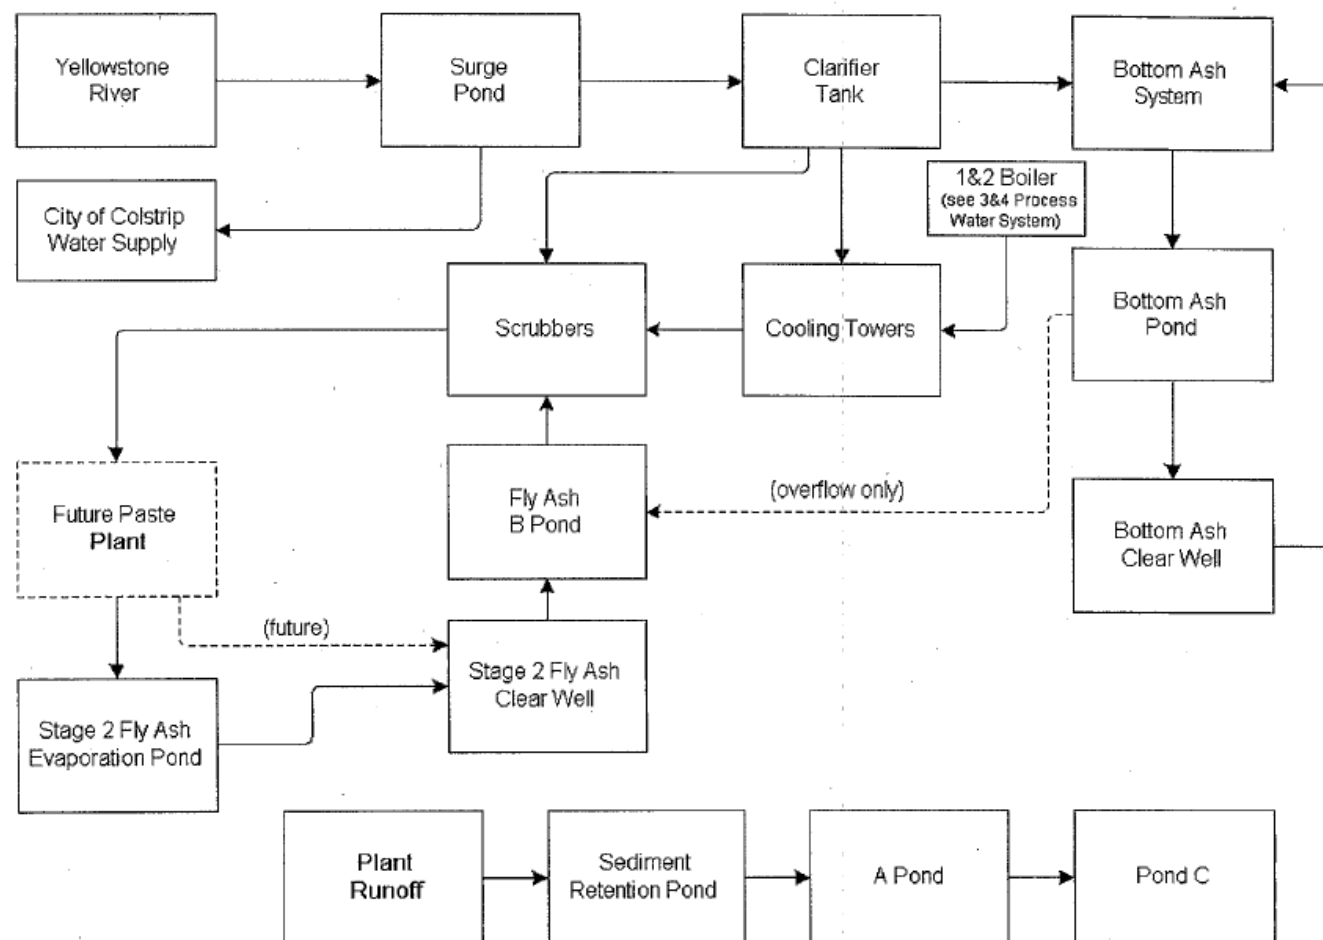 Yellowstone
River
Surge
Pond
Clarifier
Tank
Bottom Ash
System
City of Colstrip
Water Supply
1&2 Boiler
(see 3&4 Process
Water System)
Scrubbers
Cooling Towers
Bottom Ash
Pond
Future Paste
Plant
Fly Ash
B Pond
(overflow only)
Bottom Ash
Clear Well
(future)
Stage 2 Fly Ash
Clear Well
Stage 2 Fly Ash
Evaporation Pond
Plant
Runoff
Sediment
Retention Pond
A Pond
Pond C